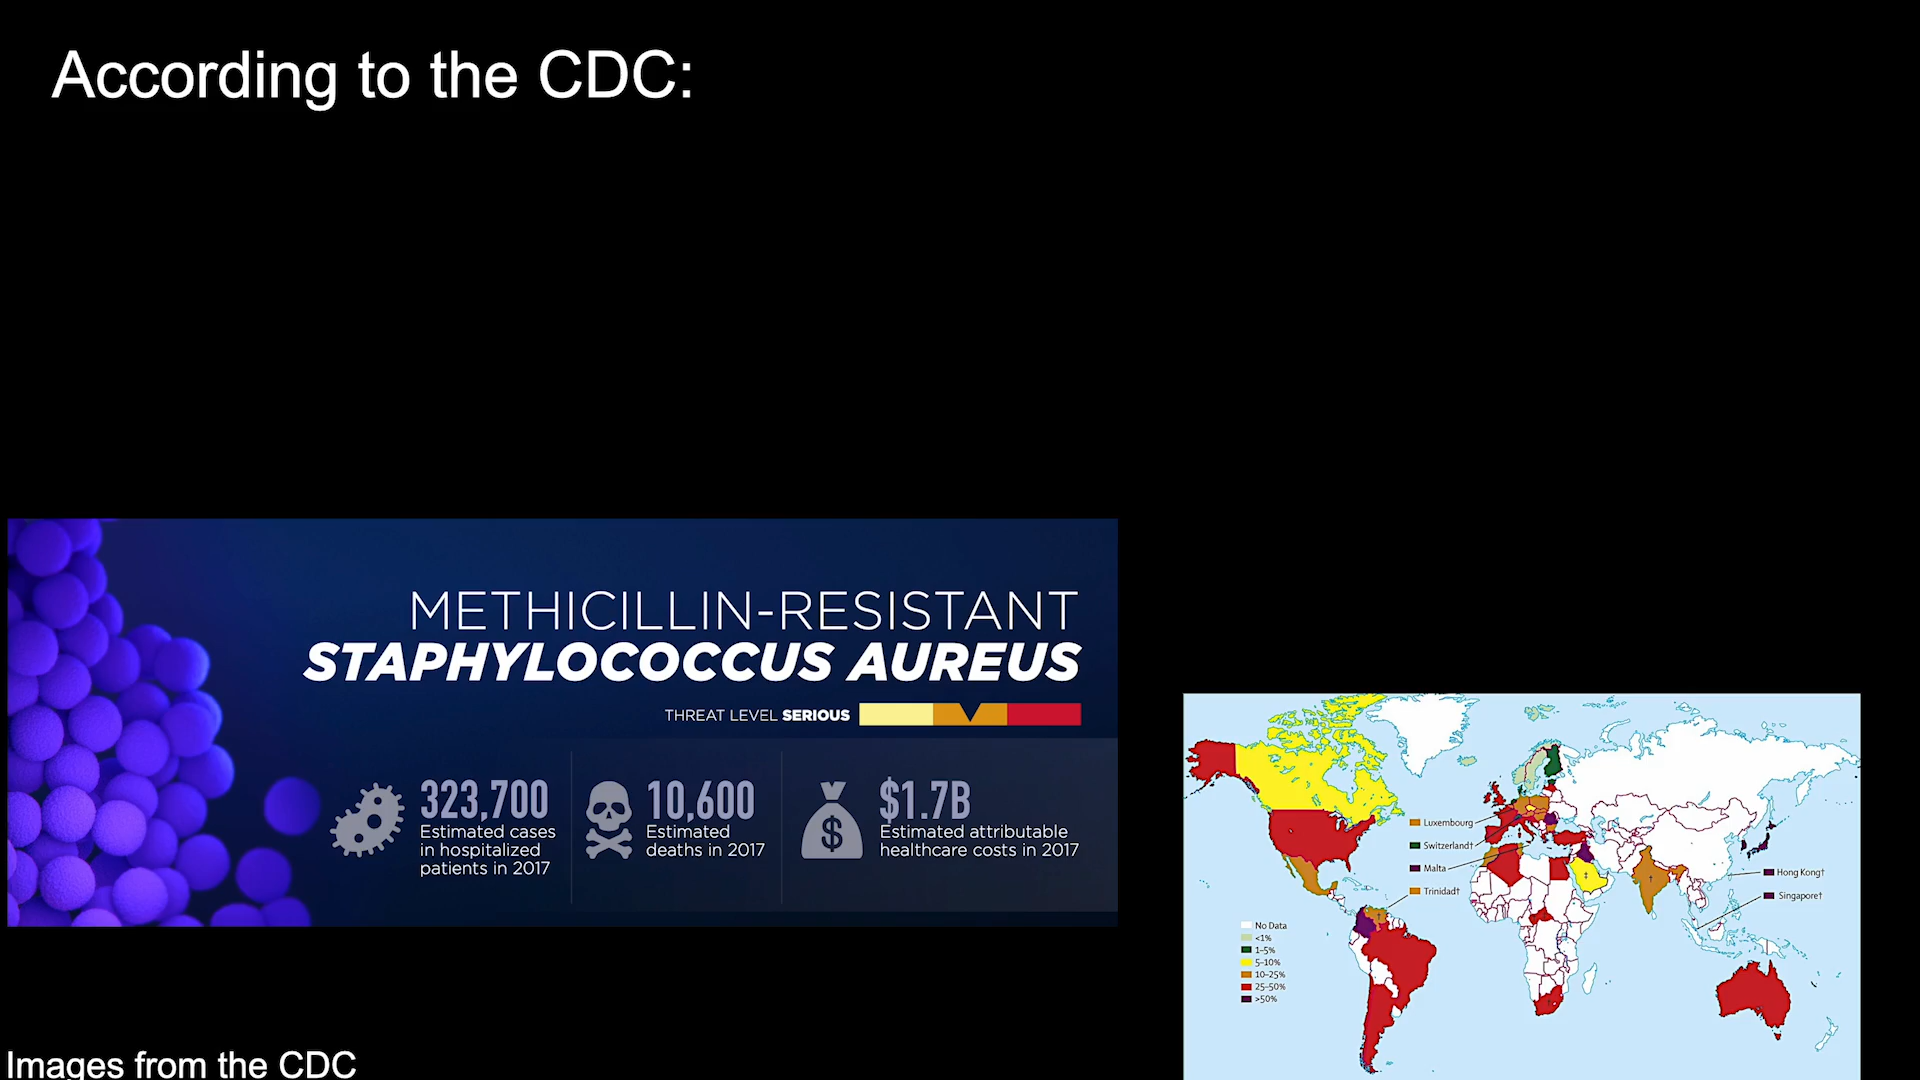 According to the CDC:
METHICILLIN-RESISTANT
STAPHYLOCOCCUS AUREUS
THREAT LEVEL SERIOUS
323,700
Estimated cases
in hospitalized
patients in 2017
10,600
Estimated
deaths in 2017
$
$1.7B
Estimated attributable
healthcare costs in 2017
Luxembourg
Switzerland†
Malta
Trinidad†
Hong Kong†
Singapore†
No Data
<1%
1–5%
5–10%
10–25%
25–50%
>50%
Images from the CDC